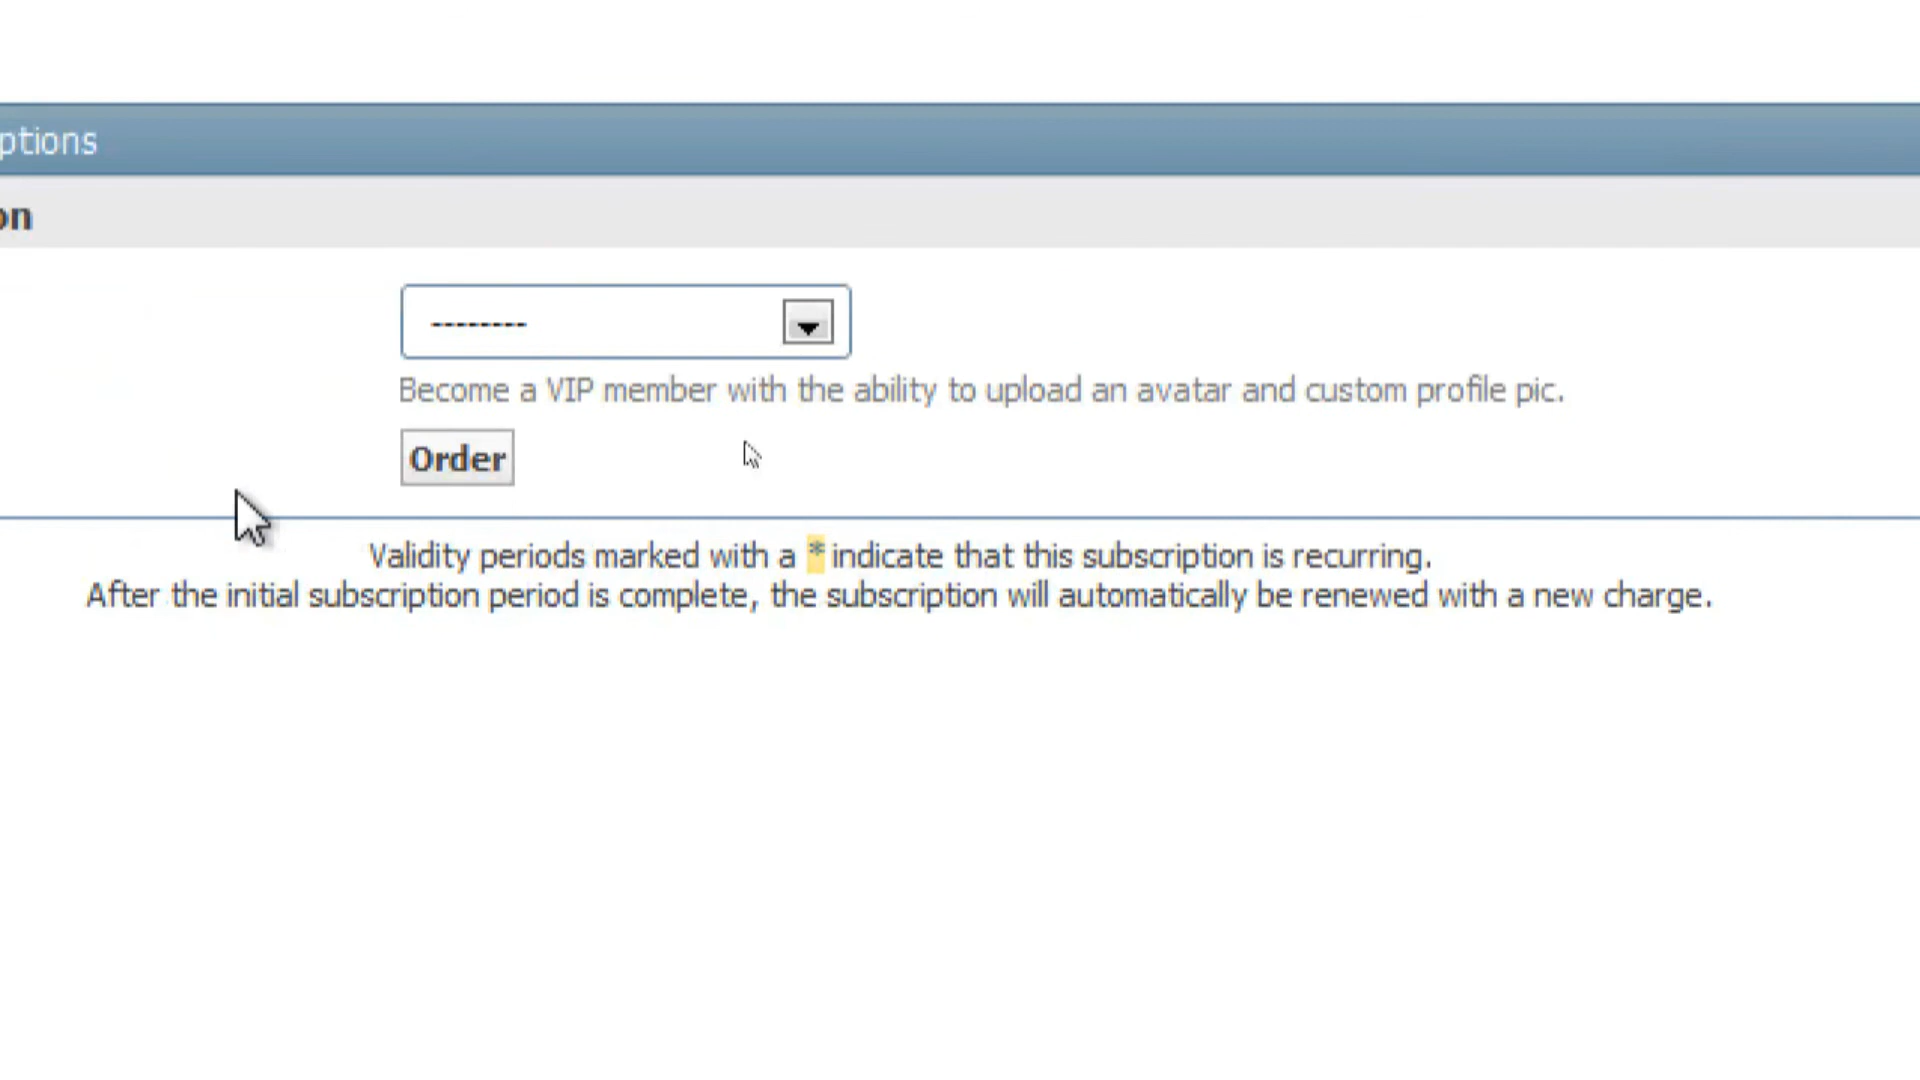 ptions
on
--------
Become a VIP member with the ability to upload an avatar and custom profile pic.
Order
Validity periods marked with a * indicate that this subscription is recurring.
After the initial subscription period is complete, the subscription will automatically be renewed with a new charge.